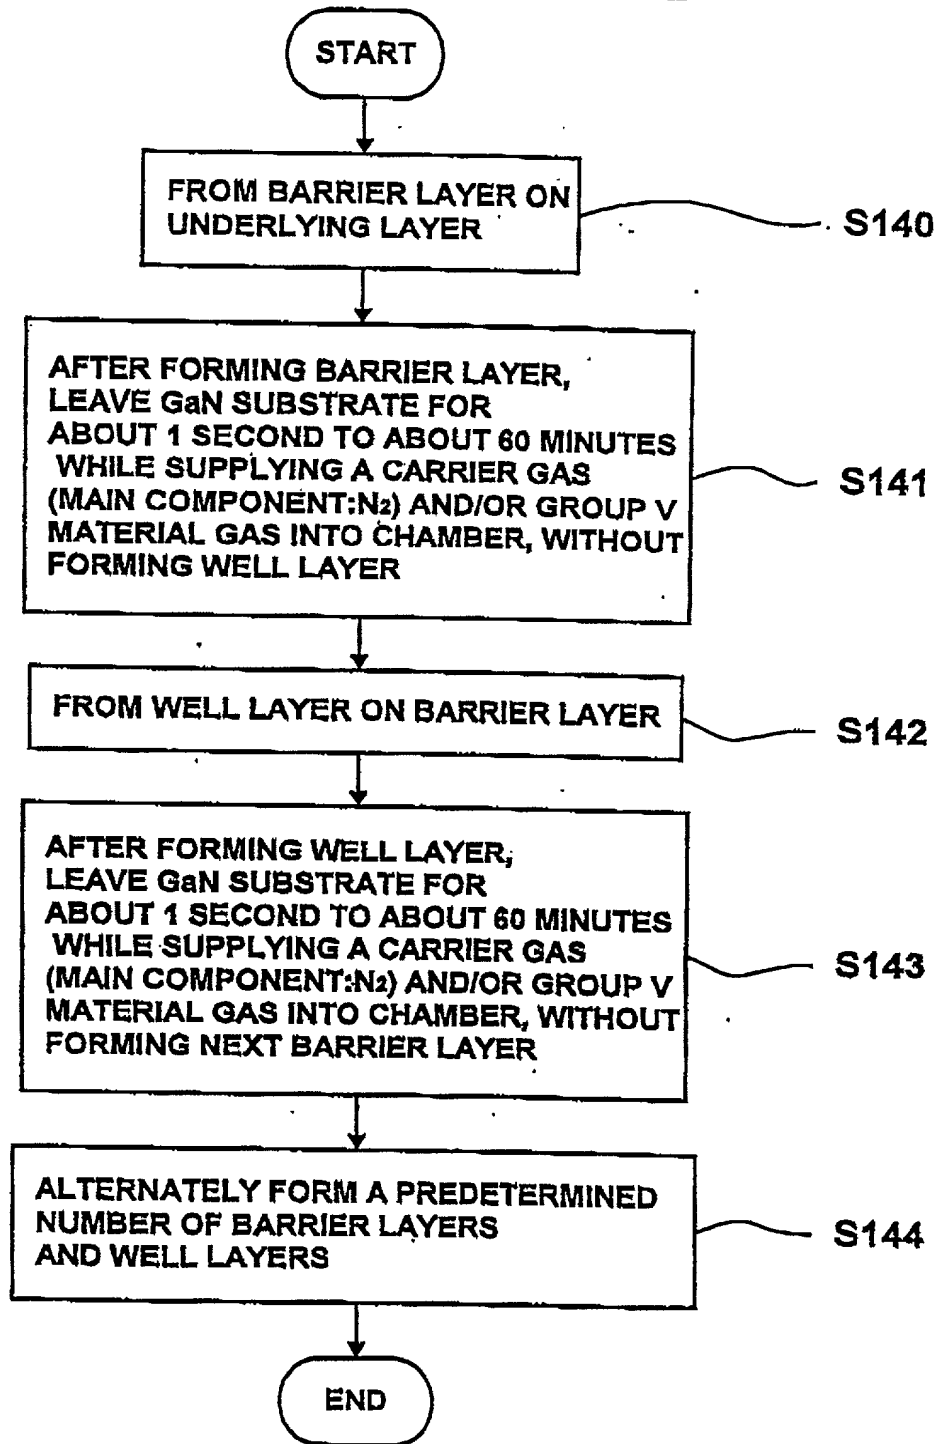 START
FROM BARRIER LAYER ON
UNDERLYING LAYER
S140
AFTER FORMING BARRIER LAYER,
LEAVE GaN SUBSTRATE FOR
ABOUT 1 SECOND TO ABOUT 60 MINUTES
WHILE SUPPLYING A CARRIER GAS
(MAIN COMPONENT:N₂) AND/OR GROUP V
MATERIAL GAS INTO CHAMBER, WITHOUT
FORMING WELL LAYER
S141
FROM WELL LAYER ON BARRIER LAYER
S142
AFTER FORMING WELL LAYER,
LEAVE GaN SUBSTRATE FOR
ABOUT 1 SECOND TO ABOUT 60 MINUTES
WHILE SUPPLYING A CARRIER GAS
(MAIN COMPONENT:N₂) AND/OR GROUP V
MATERIAL GAS INTO CHAMBER, WITHOUT
FORMING NEXT BARRIER LAYER
S143
ALTERNATELY FORM A PREDETERMINED
NUMBER OF BARRIER LAYERS
AND WELL LAYERS
S144
END